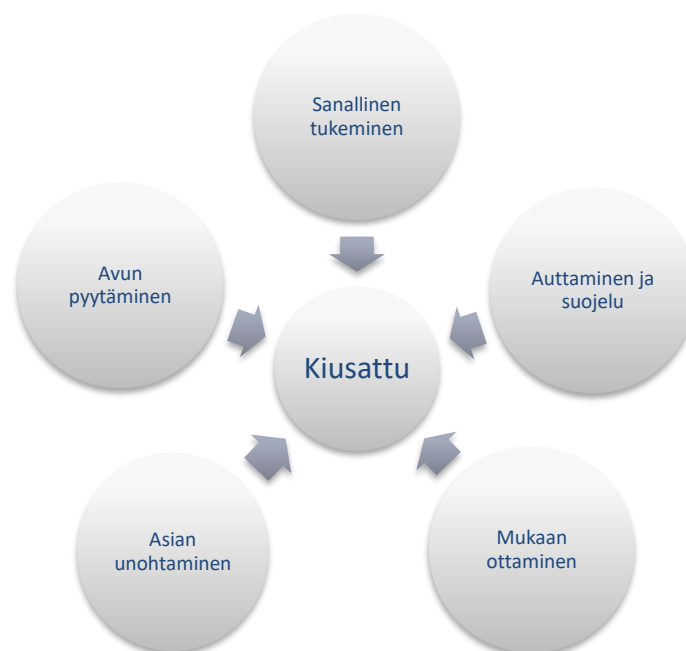 Sanallinen
tukeminen
Avun
pyytäminen
Auttaminen ja
suojelu
Kiusattu
Asian
unohtaminen
Mukaan
ottaminen